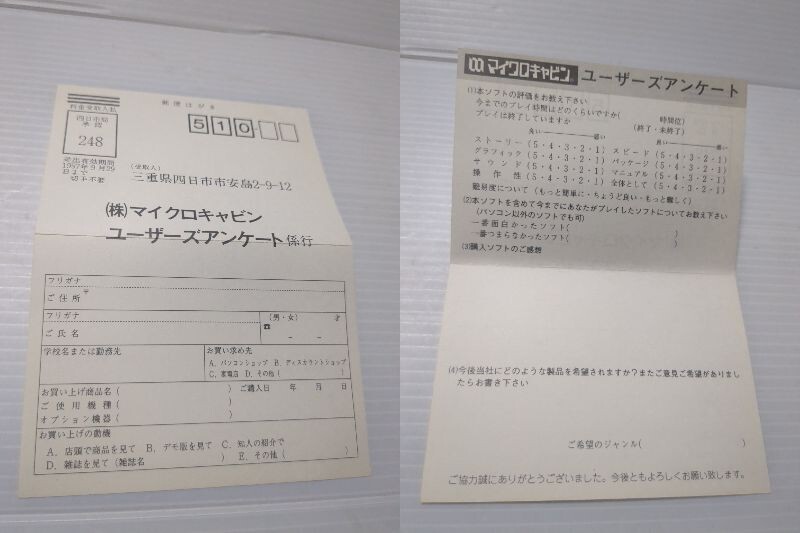 郵便はがき
料金受取人払
四日市局
承認
248
差出有効期間
1987年9月29
日まで
切手不要
510
(受取人)
三重県四日市市安島2-9-12
(株)マイクロキャビン
ユーザーズアンケート係行
フリガナ
ご住所 〒
フリガナ
(男・女) 才
ご氏名 ☎ - -
学校名または勤務先
お買い求め先
A. パソコンショップ B. ディスカウントショップ
C. 家電店 D. その他( )
お買い上げ商品名( ) ご購入日 年 月 日
ご使用機種( )
オプション機器( )
お買い上げの動機
A. 店頭で商品を見て B. デモ版を見て C. 知人の紹介で
D. 雑誌を見て(雑誌名 ) E. その他( )
マイクロキャビン ユーザーズアンケート
(1)本ソフトの評価をお教え下さい
今までのプレイ時間はどのくらいですか( 時間位)
プレイは終了していますか (終了・未終了)
良い 悪い 良い 悪い
ストーリー(5・4・3・2・1) スピード(5・4・3・2・1)
グラフィック(5・4・3・2・1) パッケージ(5・4・3・2・1)
サウンド(5・4・3・2・1) マニュアル(5・4・3・2・1)
操作性(5・4・3・2・1) 全体として(5・4・3・2・1)
難易度について(もっと簡単に・ちょうど良い・もっと難しく)
(2)本ソフトを含めて今までにあなたがプレイしたソフトについてお教え下さい
(パソコン以外のソフトでも可)
一番面白かったソフト( )
一番つまらなかったソフト( )
(3)購入ソフトのご感想
(4)今後当社にどのような製品を希望されますか?またご意見ご希望がありまし
たらお書き下さい
ご希望のジャンル( )
ご協力誠にありがとうございました。今後ともよろしくお願い致します。